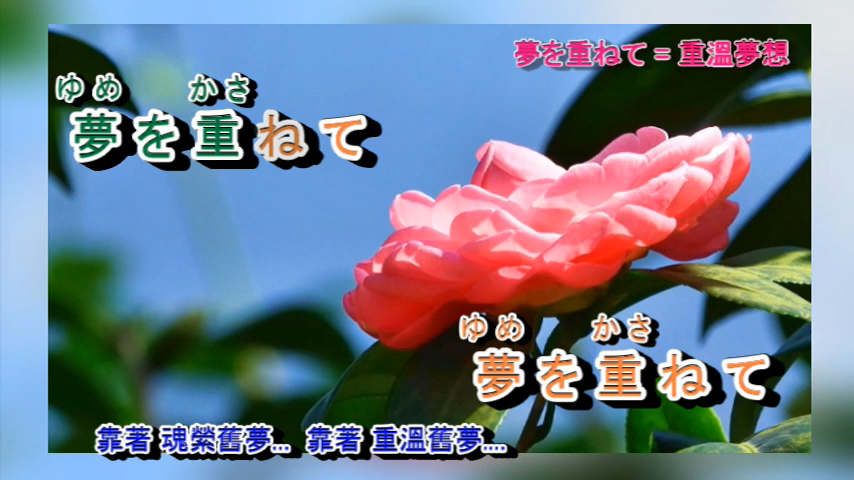 夢を重ねて = 重溫夢想
ゆめ かさ
夢を重ねて
ゆめ かさ
夢を重ねて
靠著 魂縈舊夢... 靠著 重溫舊夢....